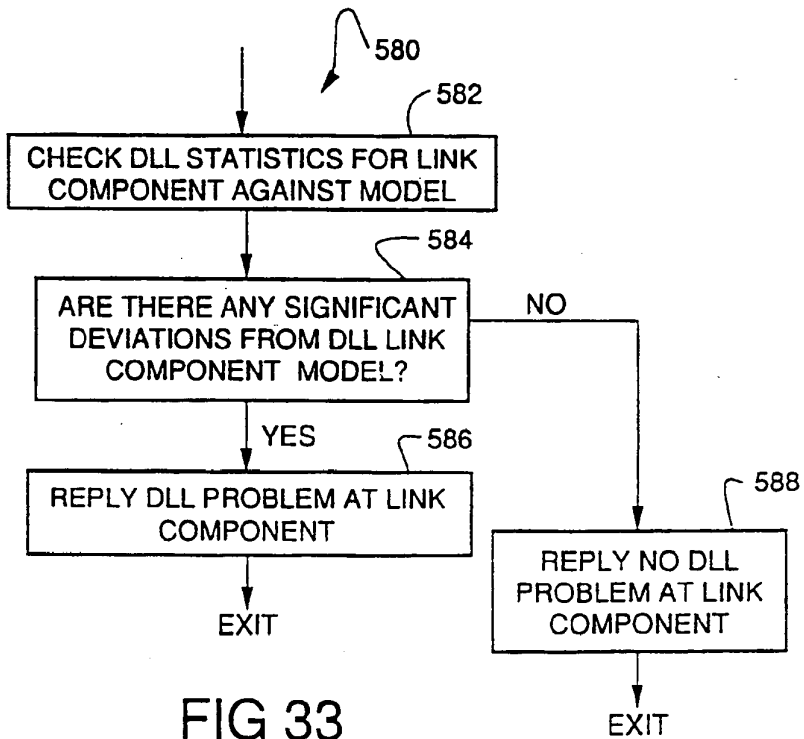 580
582
CHECK DLL STATISTICS FOR LINK
COMPONENT AGAINST MODEL
584
ARE THERE ANY SIGNIFICANT
DEVIATIONS FROM DLL LINK
COMPONENT MODEL?
NO
YES
586
REPLY DLL PROBLEM AT LINK
COMPONENT
EXIT
588
REPLY NO DLL
PROBLEM AT LINK
COMPONENT
EXIT
FIG 33